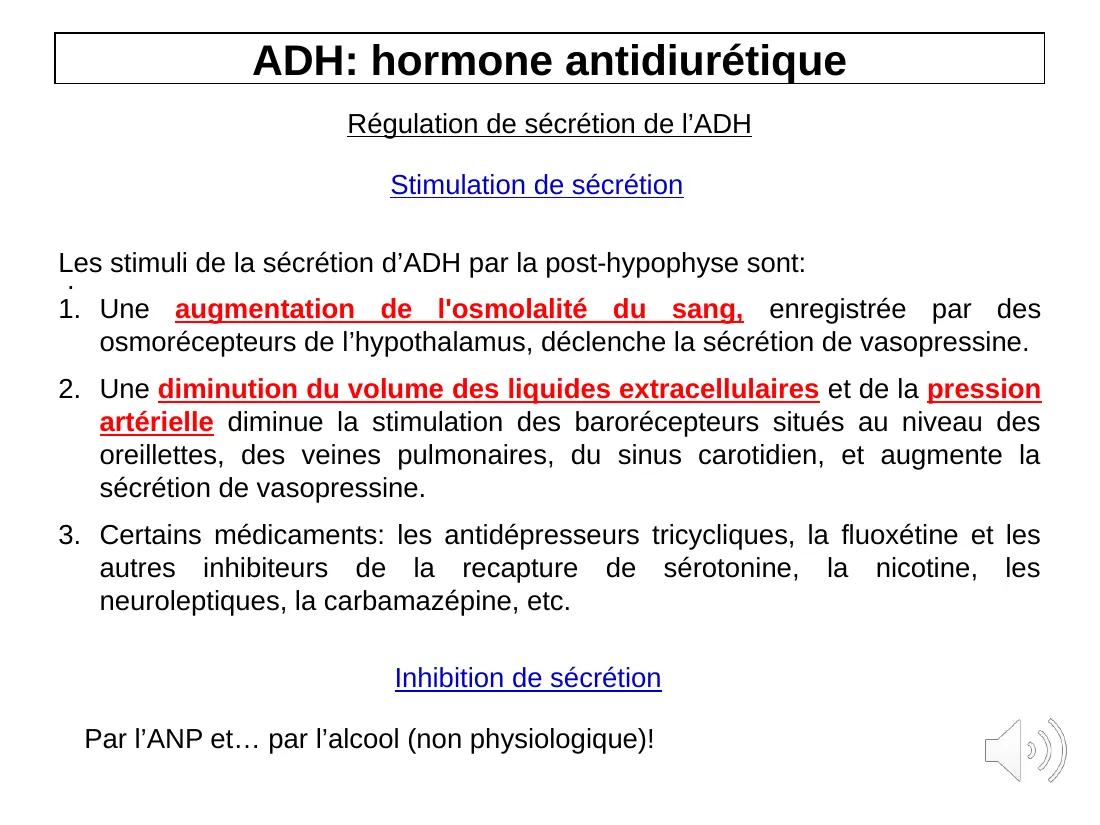 ADH: hormone antidiurétique
Régulation de sécrétion de l’ADH
Stimulation de sécrétion
Les stimuli de la sécrétion d’ADH par la post-hypophyse sont:
.
1. Une augmentation de l'osmolalité du sang, enregistrée par des
osmorécepteurs de l’hypothalamus, déclenche la sécrétion de vasopressine.
2. Une diminution du volume des liquides extracellulaires et de la pression
artérielle diminue la stimulation des barorécepteurs situés au niveau des
oreillettes, des veines pulmonaires, du sinus carotidien, et augmente la
sécrétion de vasopressine.
3. Certains médicaments: les antidépresseurs tricycliques, la fluoxétine et les
autres inhibiteurs de la recapture de sérotonine, la nicotine, les
neuroleptiques, la carbamazépine, etc.
Inhibition de sécrétion
Par l’ANP et… par l’alcool (non physiologique)!